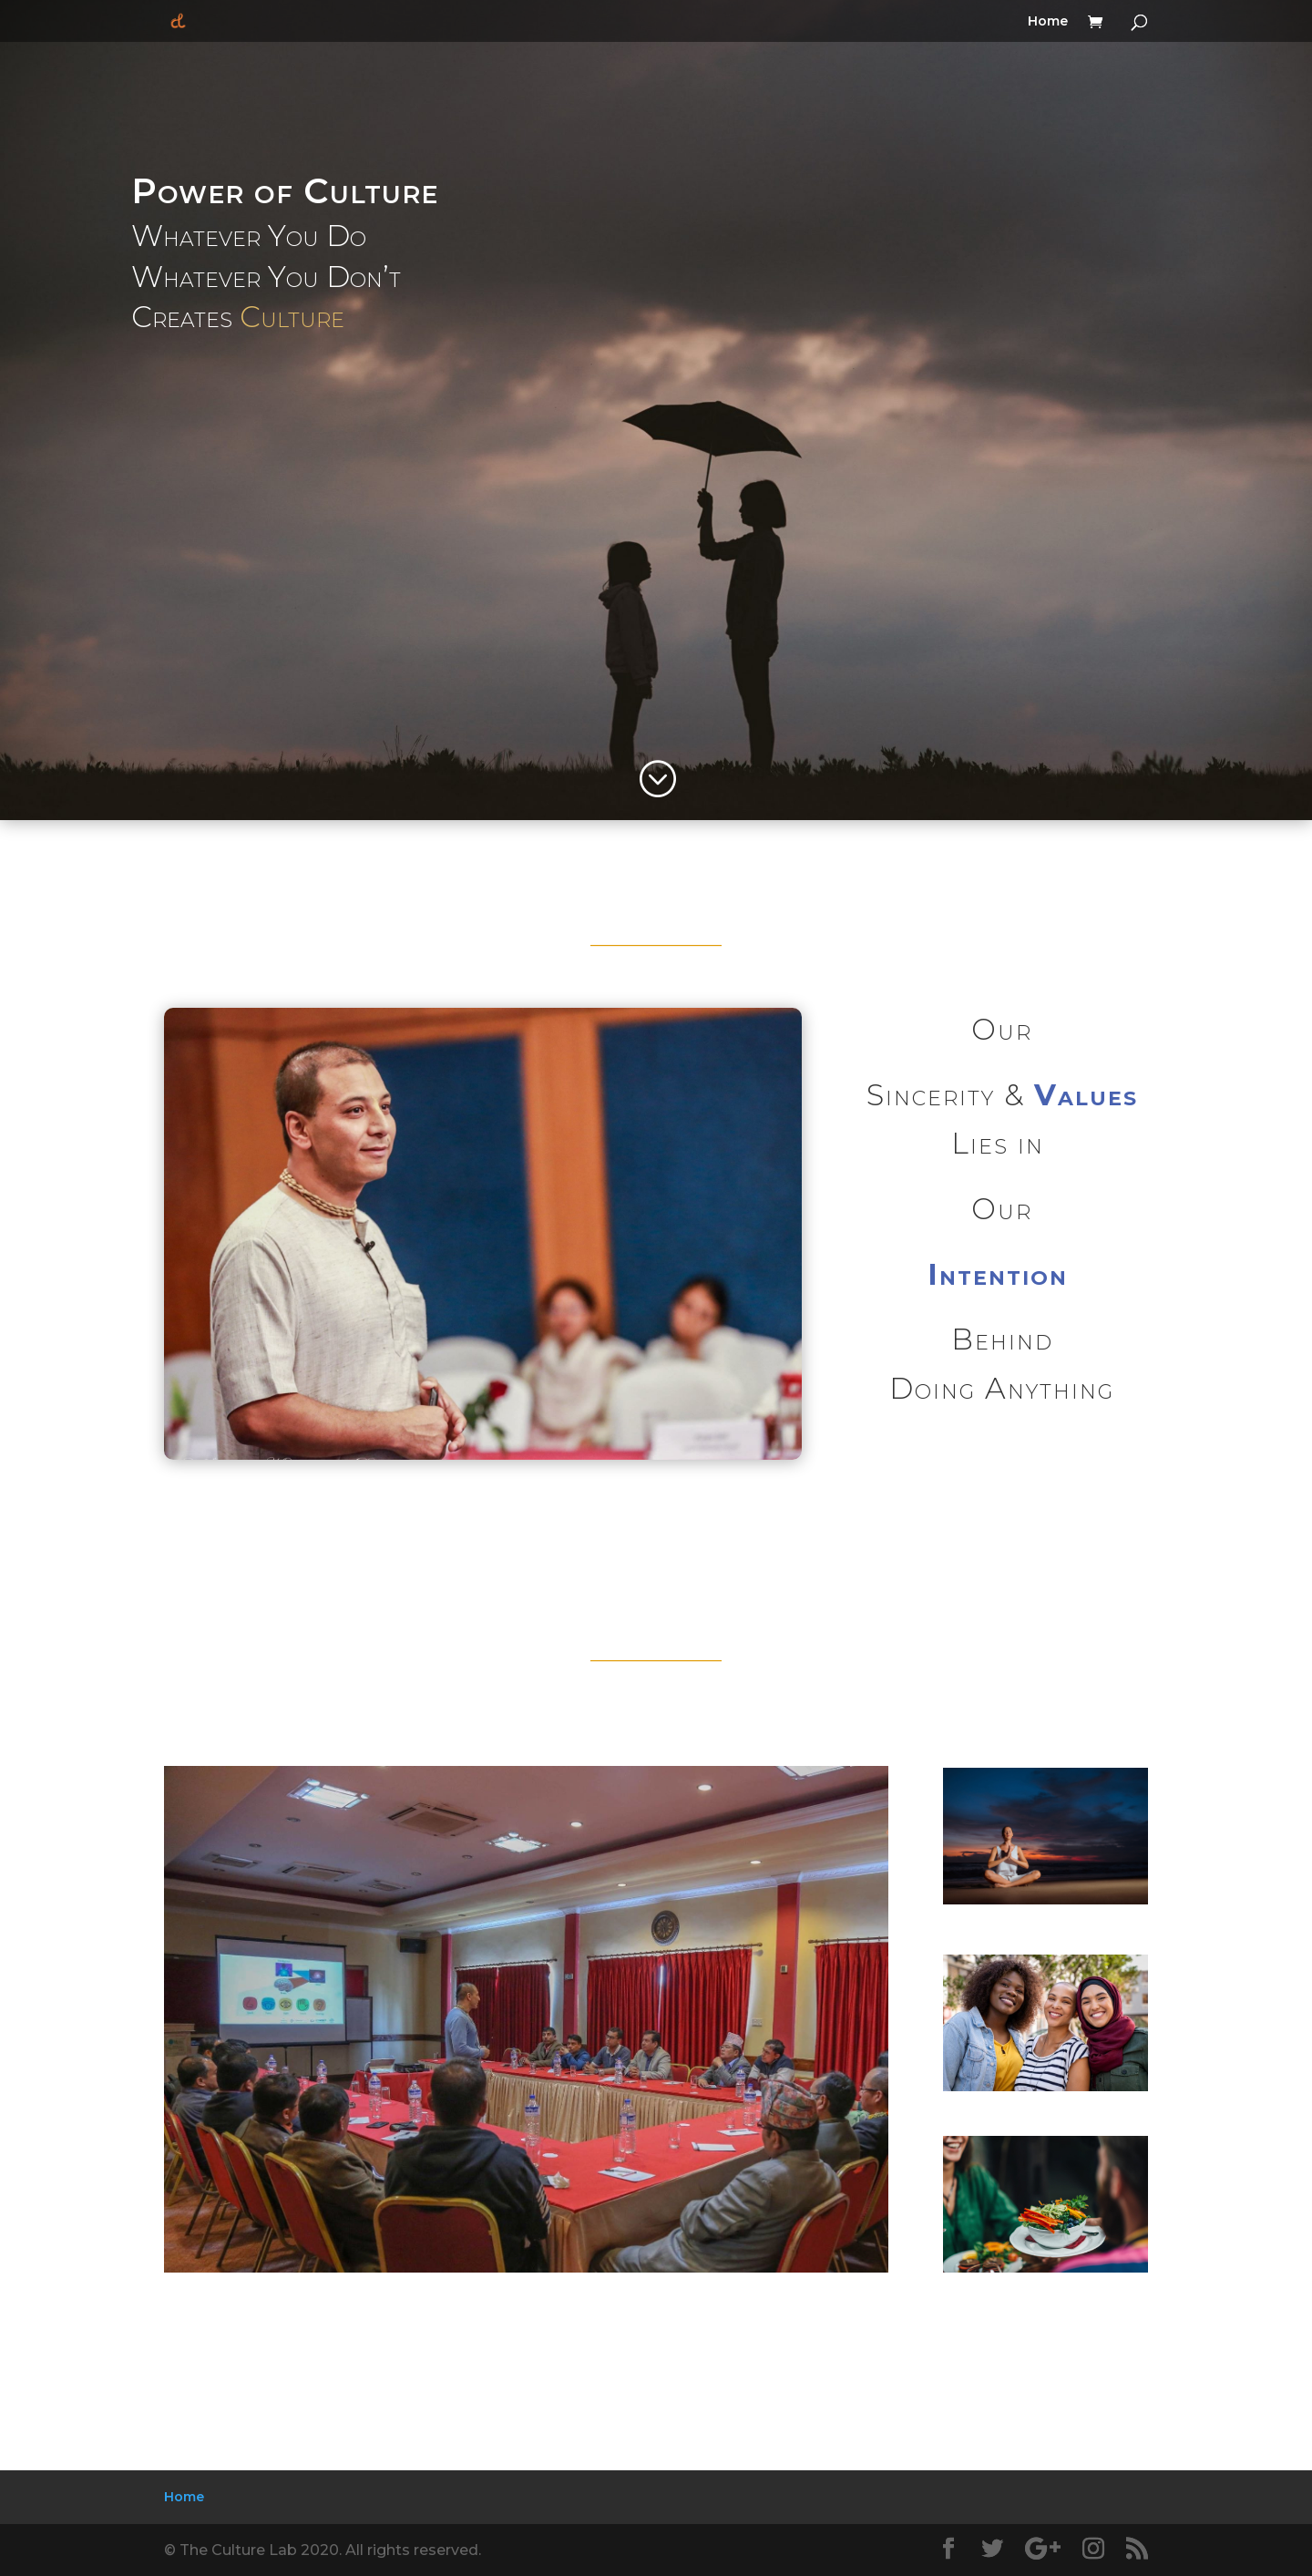 cL
Home
Power of Culture
Whatever You Do
Whatever You Don’t
Creates Culture
Our
Sincerity & Values
Lies in
Our
Intention
Behind
Doing Anything
Home
© The Culture Lab 2020. All rights reserved.